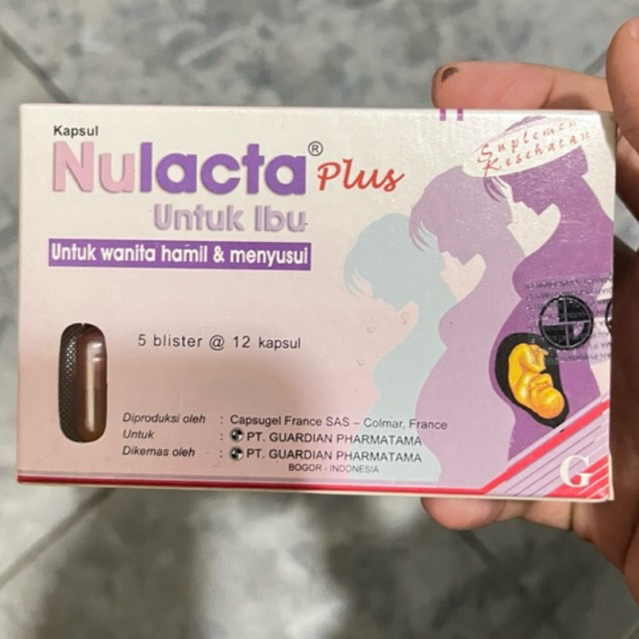 Kapsul
Nulacta® Plus
Untuk Ibu
Untuk wanita hamil & menyusui
Suplemen
Kesehatan
5 blister @ 12 kapsul
Diproduksi oleh : Capsugel France SAS – Colmar, France
Untuk : PT. GUARDIAN PHARMATAMA
Dikemas oleh : PT. GUARDIAN PHARMATAMA
BOGOR - INDONESIA
G